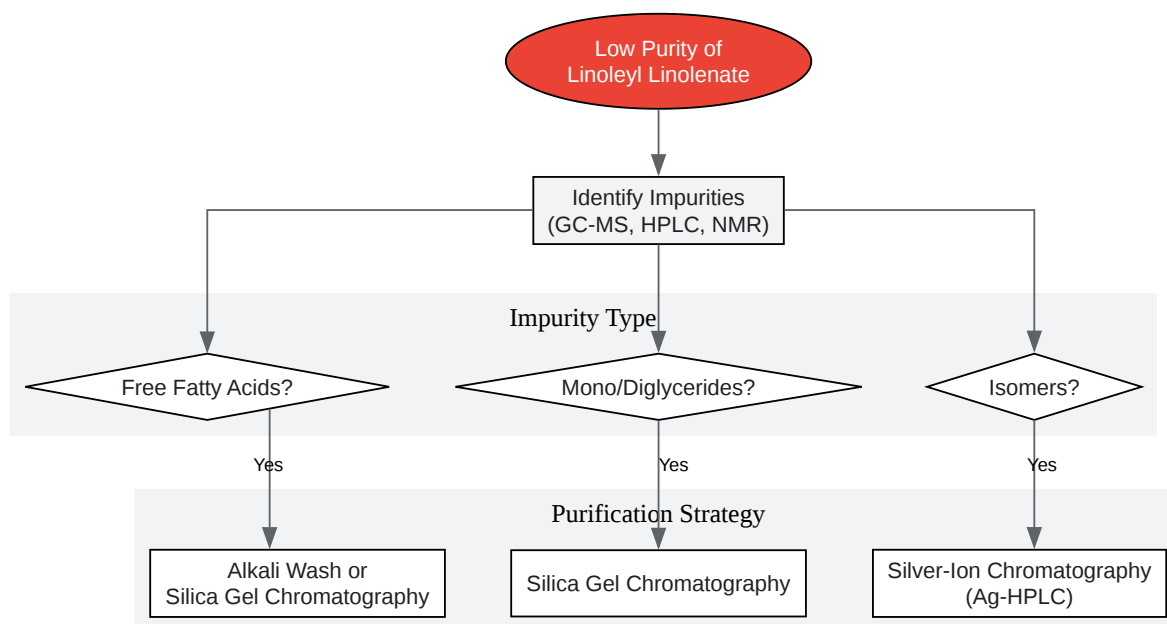 Low Purity of
Linoleyl Linolenate
Identify Impurities
(GC-MS, HPLC, NMR)
Impurity Type
Free Fatty Acids?
Mono/Diglycerides?
Isomers?
Yes
Yes
Yes
Purification Strategy
Alkali Wash or
Silica Gel Chromatography
Silica Gel Chromatography
Silver-Ion Chromatography
(Ag-HPLC)